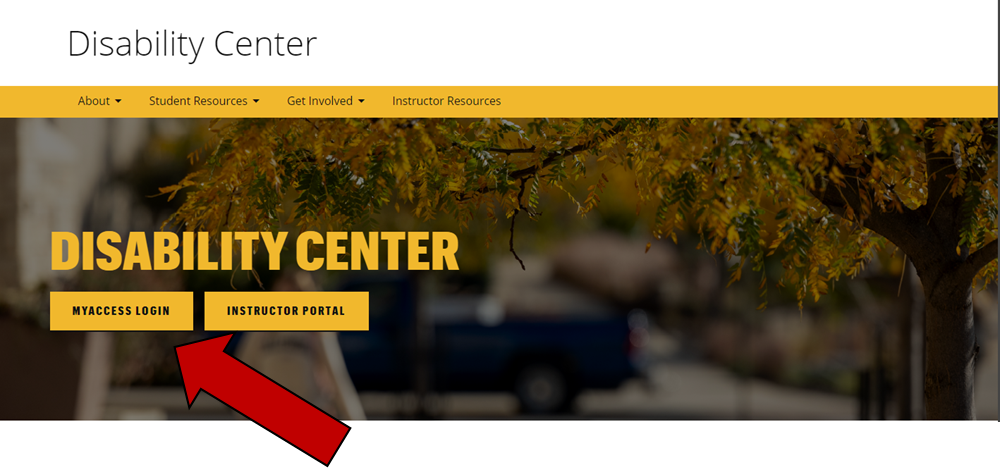 Disability Center
About Student Resources Get Involved Instructor Resources
DISABILITY CENTER
MYACCESS LOGIN INSTRUCTOR PORTAL